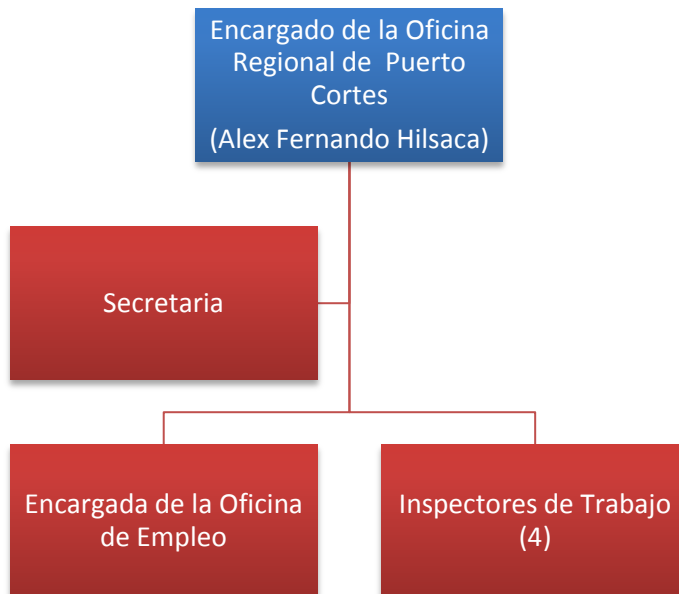 Encargado de la Oficina
Regional de Puerto
Cortes
(Alex Fernando Hilsaca)
Secretaria
Encargada de la Oficina
de Empleo
Inspectores de Trabajo
(4)